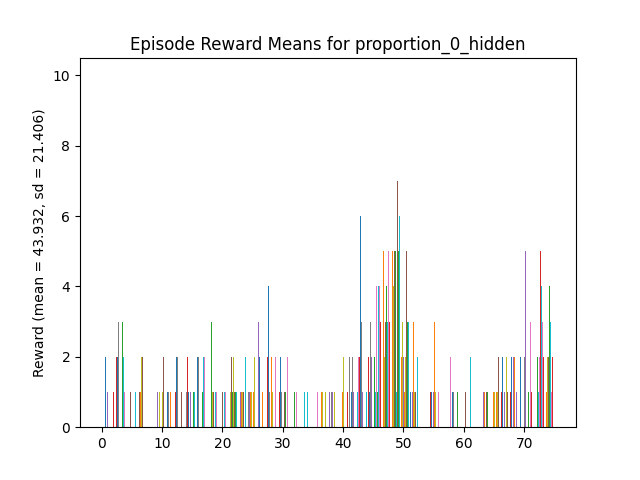 Episode Reward Means for proportion_0_hidden
Reward (mean = 43.932, sd = 21.406)
10
8
6
4
2
0
0 10 20 30 40 50 60 70